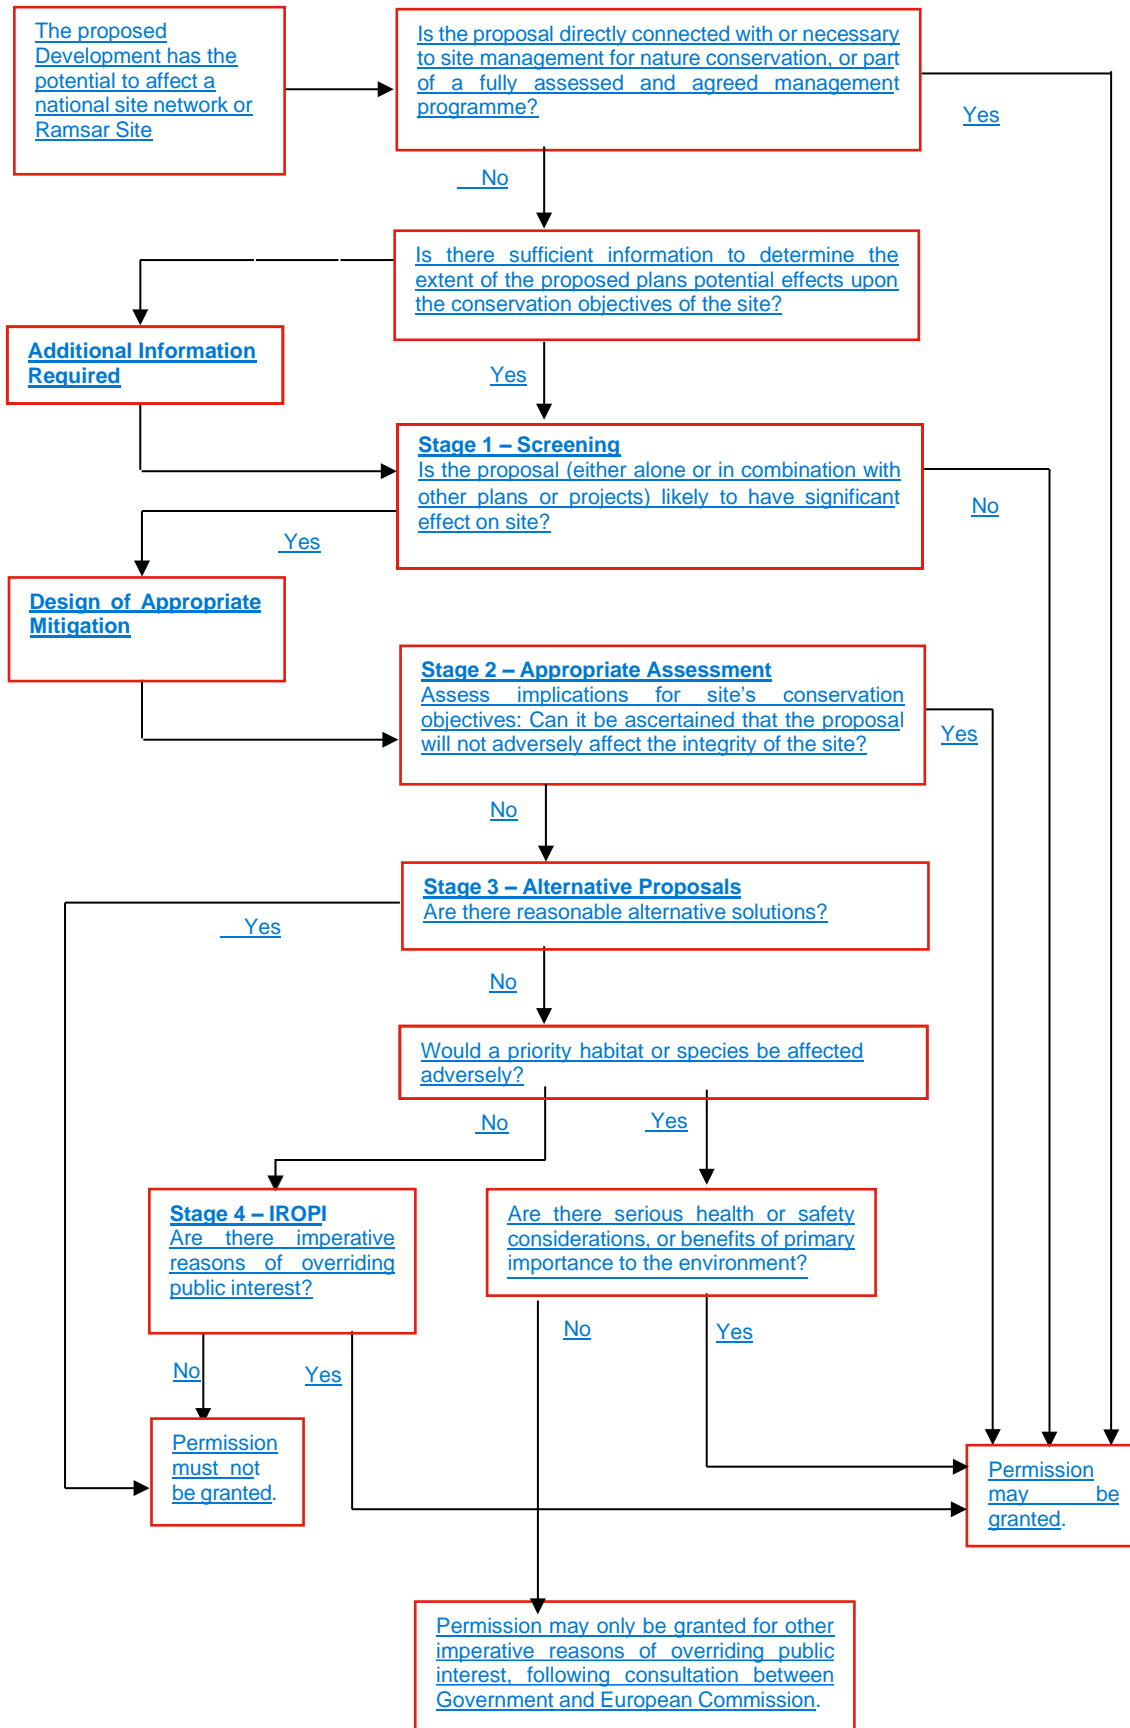 The proposed
Development has the
potential to affect a
national site network or
Ramsar Site
Is the proposal directly connected with or necessary
to site management for nature conservation, or part
of a fully assessed and agreed management
programme?
Yes
No
Is there sufficient information to determine the
extent of the proposed plans potential effects upon
the conservation objectives of the site?
Additional Information
Required
Yes
Stage 1 – Screening
Is the proposal (either alone or in combination with
other plans or projects) likely to have significant
effect on site?
No
Yes
Design of Appropriate
Mitigation
Stage 2 – Appropriate Assessment
Assess implications for site’s conservation
objectives: Can it be ascertained that the proposal
will not adversely affect the integrity of the site?
Yes
No
Stage 3 – Alternative Proposals
Are there reasonable alternative solutions?
Yes
No
Would a priority habitat or species be affected
adversely?
No
Yes
Stage 4 – IROPI
Are there imperative
reasons of overriding
public interest?
Are there serious health or safety
considerations, or benefits of primary
importance to the environment?
No
Yes
No
Yes
Permission
must not
be granted.
Permission
may be
granted.
Permission may only be granted for other
imperative reasons of overriding public
interest, following consultation between
Government and European Commission.